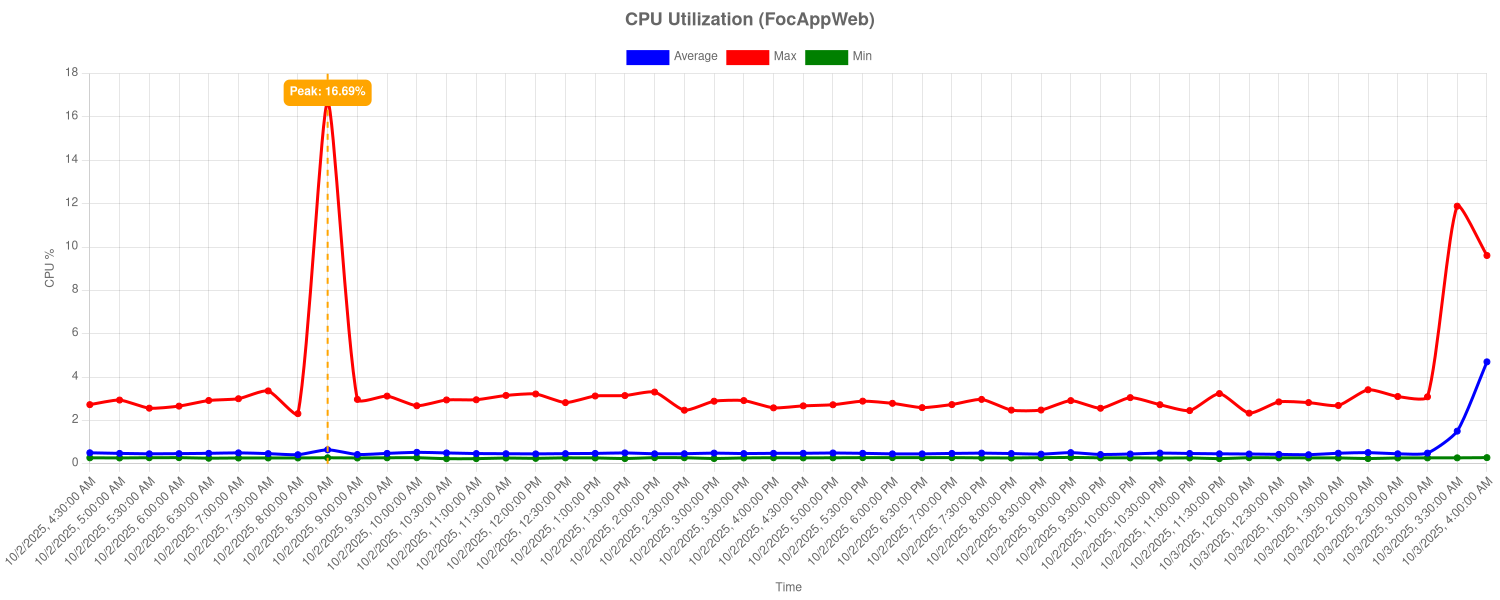 CPU Utilization (FocAppWeb)
Average Max Min
Peak: 16.69%
18
16
14
12
10
8
6
4
2
0
CPU %
10/2/2025, 4:30:00 AM
10/2/2025, 5:00:00 AM
10/2/2025, 5:30:00 AM
10/2/2025, 6:00:00 AM
10/2/2025, 6:30:00 AM
10/2/2025, 7:00:00 AM
10/2/2025, 7:30:00 AM
10/2/2025, 8:00:00 AM
10/2/2025, 8:30:00 AM
10/2/2025, 9:00:00 AM
10/2/2025, 9:30:00 AM
10/2/2025, 10:00:00 AM
10/2/2025, 10:30:00 AM
10/2/2025, 11:00:00 AM
10/2/2025, 11:30:00 AM
10/2/2025, 12:00:00 PM
10/2/2025, 12:30:00 PM
10/2/2025, 1:00:00 PM
10/2/2025, 1:30:00 PM
10/2/2025, 2:00:00 PM
10/2/2025, 2:30:00 PM
10/2/2025, 3:00:00 PM
10/2/2025, 3:30:00 PM
10/2/2025, 4:00:00 PM
10/2/2025, 4:30:00 PM
10/2/2025, 5:00:00 PM
10/2/2025, 5:30:00 PM
10/2/2025, 6:00:00 PM
10/2/2025, 6:30:00 PM
10/2/2025, 7:00:00 PM
10/2/2025, 7:30:00 PM
10/2/2025, 8:00:00 PM
10/2/2025, 8:30:00 PM
10/2/2025, 9:00:00 PM
10/2/2025, 9:30:00 PM
10/2/2025, 10:00:00 PM
10/2/2025, 10:30:00 PM
10/2/2025, 11:00:00 PM
10/2/2025, 11:30:00 PM
10/3/2025, 12:00:00 AM
10/3/2025, 12:30:00 AM
10/3/2025, 1:00:00 AM
10/3/2025, 1:30:00 AM
10/3/2025, 2:00:00 AM
10/3/2025, 2:30:00 AM
10/3/2025, 3:00:00 AM
10/3/2025, 3:30:00 AM
10/3/2025, 4:00:00 AM
Time